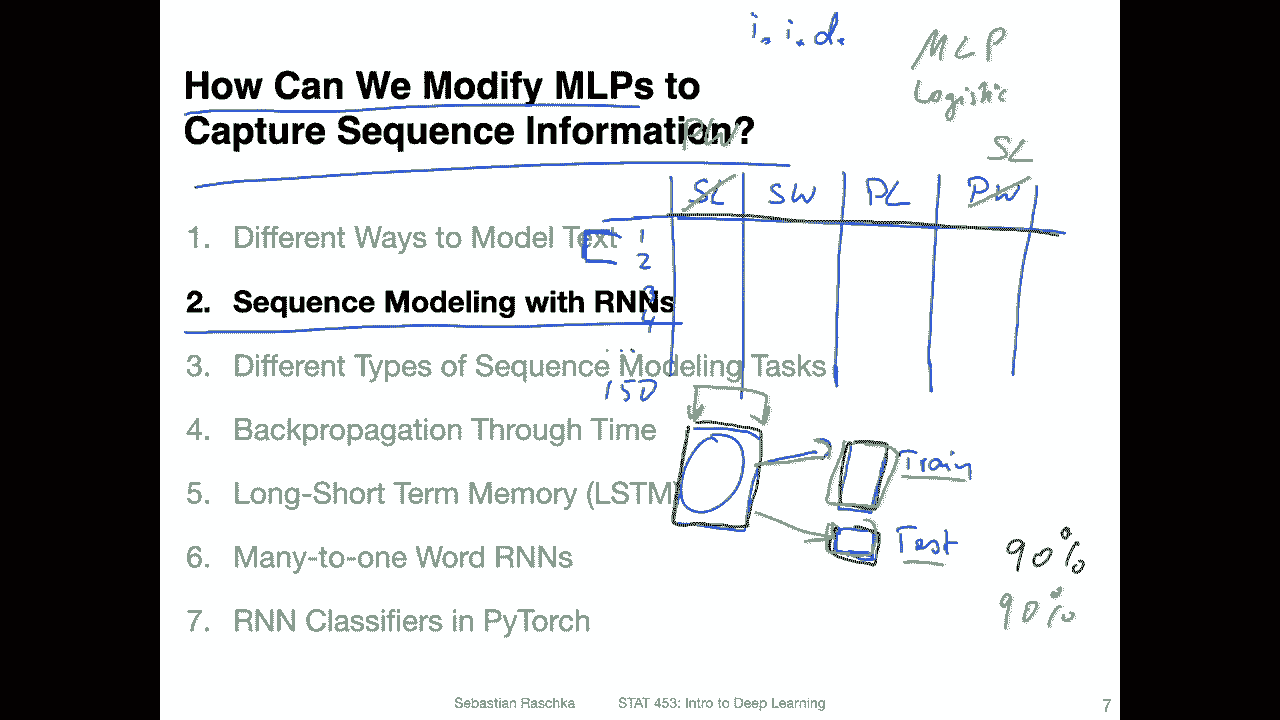 i. i. d.
MLP
Logistic
How Can We Modify MLPs to
Capture Sequence Information?
PW
SL
SL SW PL PW
1. Different Ways to Model Text
1
2
2. Sequence Modeling with RNNs
3
4
3. Different Types of Sequence Modeling Tasks
...
150
4. Backpropagation Through Time
Train
5. Long-Short Term Memory (LSTM)
Test
90%
6. Many-to-one Word RNNs
90%
7. RNN Classifiers in PyTorch
Sebastian Raschka STAT 453: Intro to Deep Learning 7